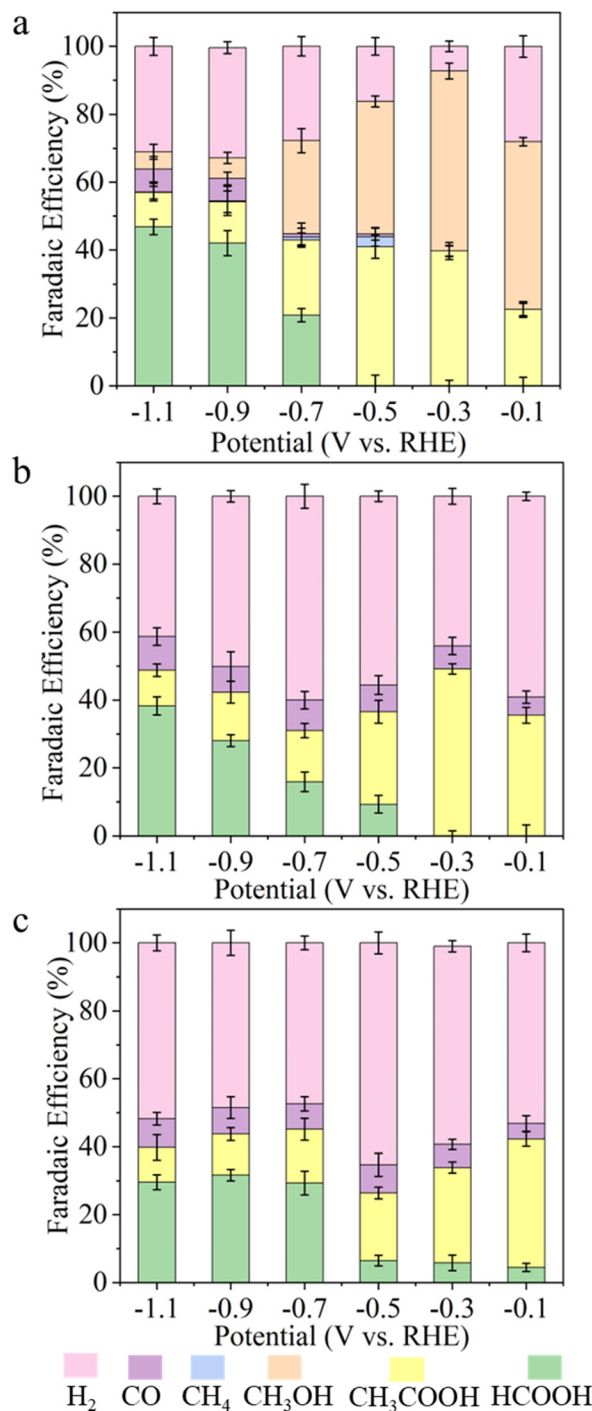 a
100
80
60
40
20
0
Faradaic Efficiency (%)
-1.1 -0.9 -0.7 -0.5 -0.3 -0.1
Potential (V vs. RHE)
b
100
80
60
40
20
0
Faradaic Efficiency (%)
-1.1 -0.9 -0.7 -0.5 -0.3 -0.1
Potential (V vs. RHE)
c
100
80
60
40
20
0
Faradaic Efficiency (%)
-1.1 -0.9 -0.7 -0.5 -0.3 -0.1
Potential (V vs. RHE)
H₂ CO CH₄ CH₃OH CH₃COOH HCOOH